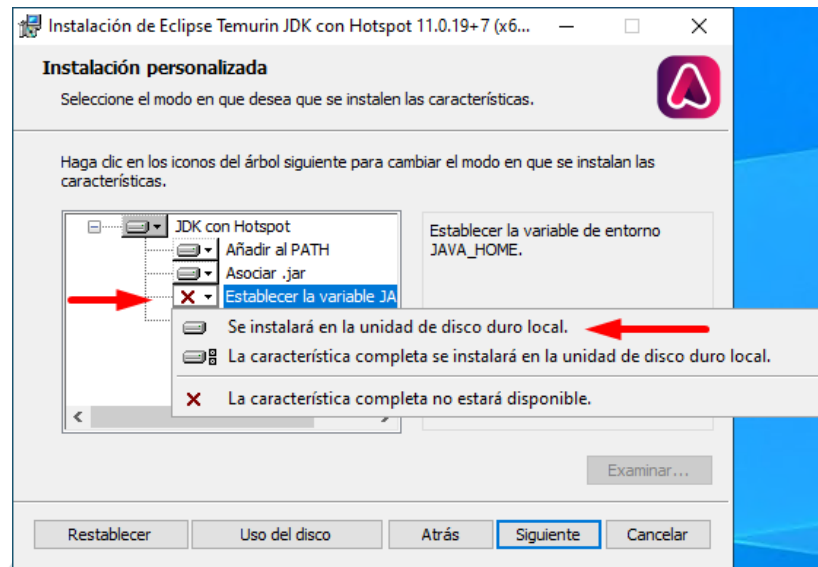 Instalación de Eclipse Temurin JDK con Hotspot 11.0.19+7 (x6...
Instalación personalizada
Seleccione el modo en que desea que se instalen las características.
Haga clic en los iconos del árbol siguiente para cambiar el modo en que se instalan las
características.
JDK con Hotspot
Añadir al PATH
Asociar .jar
Establecer la variable JA
Establecer la variable de entorno
JAVA_HOME.
Se instalará en la unidad de disco duro local.
La característica completa se instalará en la unidad de disco duro local.
La característica completa no estará disponible.
Examinar...
Restablecer
Uso del disco
Atrás
Siguiente
Cancelar